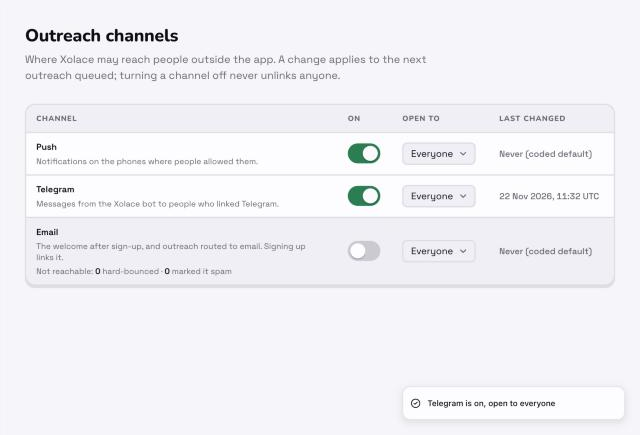 Outreach channels
Where Xolace may reach people outside the app. A change applies to the next
outreach queued; turning a channel off never unlinks anyone.
CHANNEL ON OPEN TO LAST CHANGED
Push
Notifications on the phones where people allowed them.
Everyone Never (coded default)
Telegram
Messages from the Xolace bot to people who linked Telegram.
Everyone 22 Nov 2026, 11:32 UTC
Email
The welcome after sign-up, and outreach routed to email. Signing up
links it.
Not reachable: 0 hard-bounced · 0 marked it spam
Everyone Never (coded default)
Telegram is on, open to everyone